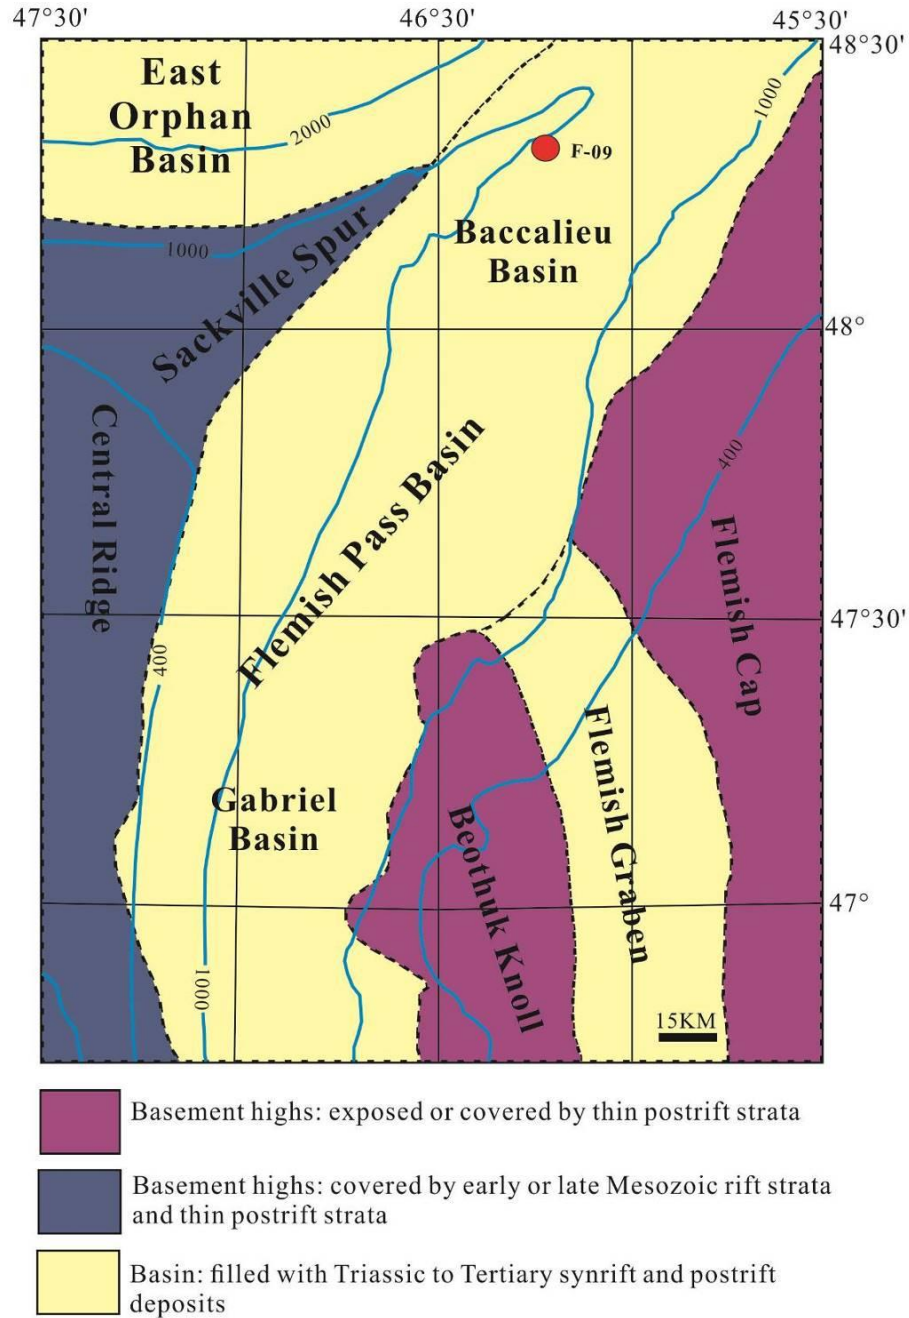 47°30'
46°30'
45°30'
48°30'
East
Orphan
Basin
2000
1000
F-09
Sackville Spur
Baccalieu
Basin
1000
48°
Central Ridge
Flemish Pass Basin
400
Flemish Cap
47°30'
400
Gabriel
Basin
Flemish Graben
Beothuk Knoll
47°
1000
15KM
Basement highs: exposed or covered by thin postrift strata
Basement highs: covered by early or late Mesozoic rift strata
and thin postrift strata
Basin: filled with Triassic to Tertiary synrift and postrift
deposits